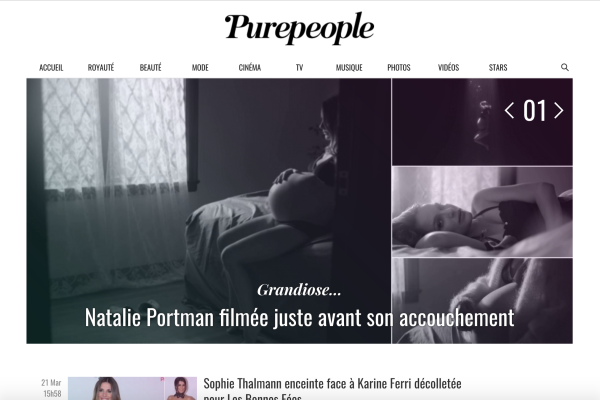 Purepeople
ACCUEIL ROYAUTÉ BEAUTÉ MODE CINÉMA TV MUSIQUE PHOTOS VIDÉOS STARS
01
Grandiose...
Natalie Portman filmée juste avant son accouchement
21 Mar
15h58
Sophie Thalmann enceinte face à Karine Ferri décolletée
pour Les Bonnes Fées